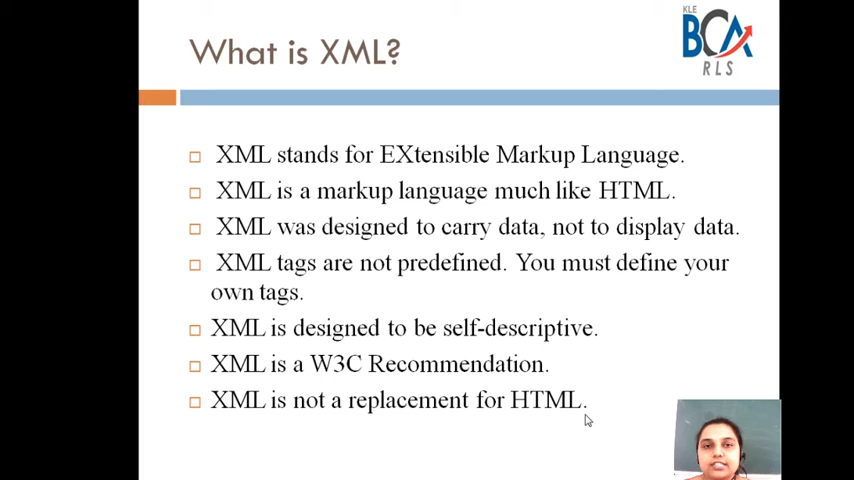 What is XML?
KLE
BCA
RLS
XML stands for EXtensible Markup Language.
XML is a markup language much like HTML.
XML was designed to carry data, not to display data.
XML tags are not predefined. You must define your
own tags.
XML is designed to be self-descriptive.
XML is a W3C Recommendation.
XML is not a replacement for HTML.